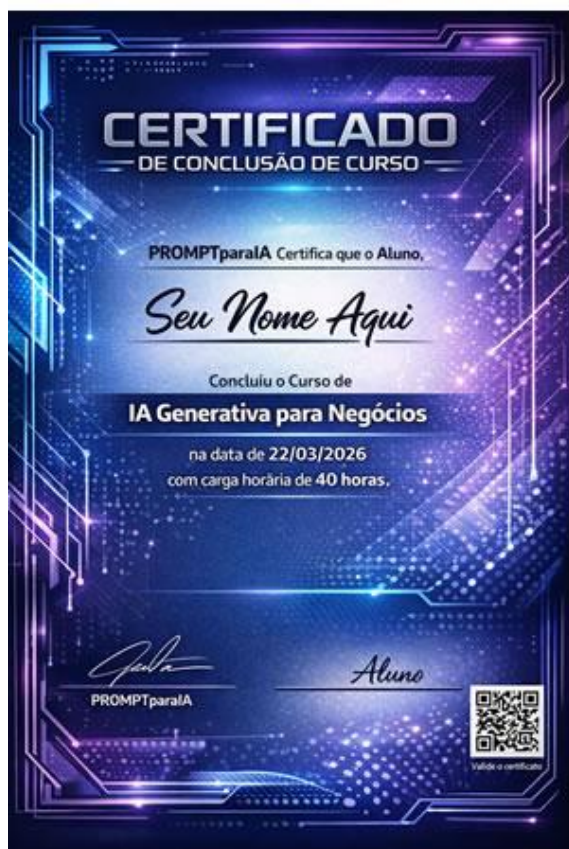 CERTIFICADO
DE CONCLUSÃO DE CURSO
PROMPTparaIA Certifica que o Aluno,
Seu Nome Aqui
Concluiu o Curso de
IA Generativa para Negócios
na data de 22/03/2026
com carga horária de 40 horas.
Aluno
PROMPTparaIA
Valide o certificado